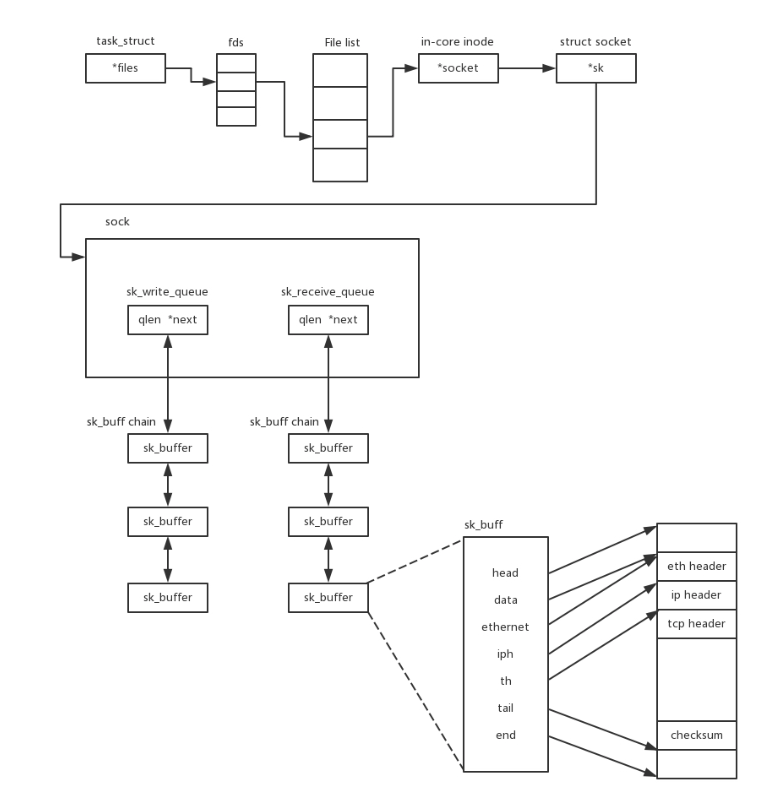 task_struct
fds
File list
in-core inode
struct socket
*files
*socket
*sk
sock
sk_write_queue
sk_receive_queue
qlen *next
qlen *next
sk_buff chain
sk_buff chain
sk_buffer
sk_buffer
sk_buffer
sk_buffer
sk_buffer
sk_buffer
sk_buff
head
data
ethernet
iph
th
tail
end
eth header
ip header
tcp header
checksum